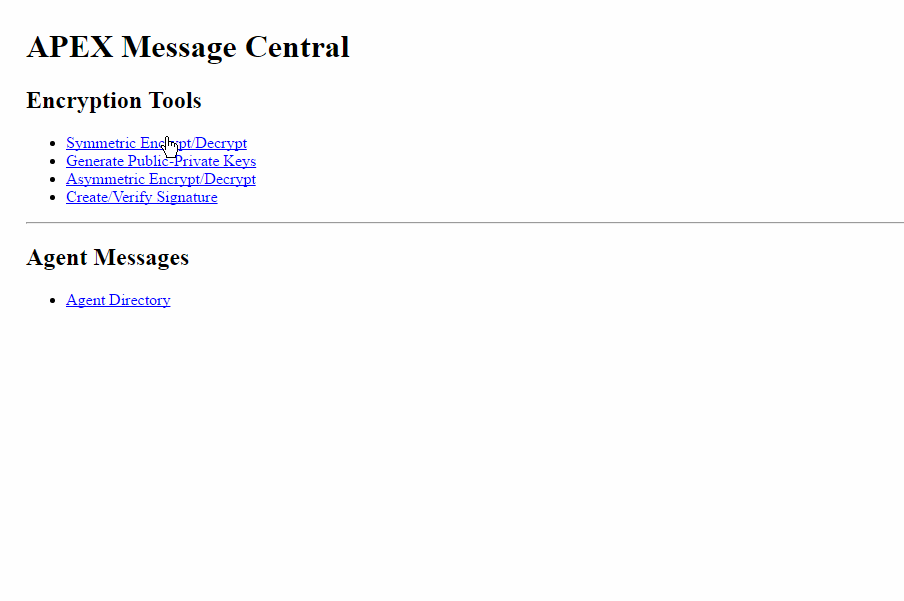 APEX Message Central
Encryption Tools
Symmetric Encrypt/Decrypt
Generate Public-Private Keys
Asymmetric Encrypt/Decrypt
Create/Verify Signature
Agent Messages
Agent Directory